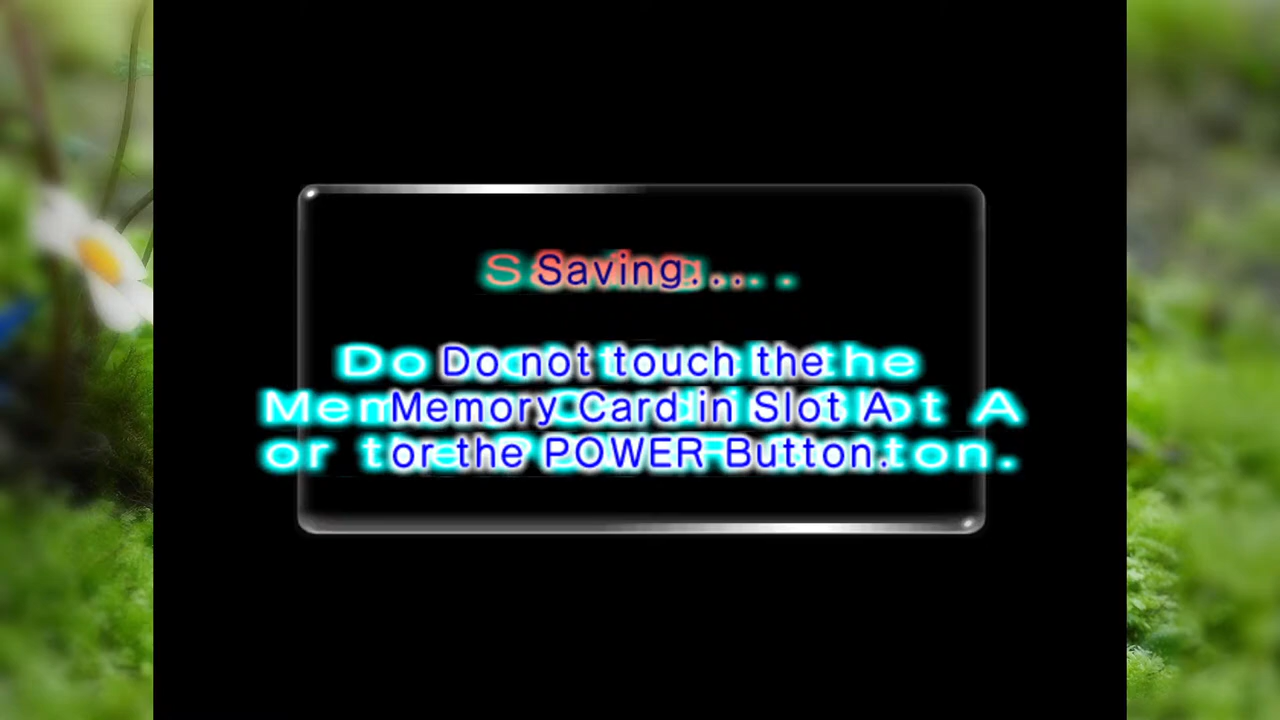 Saving....
Do not touch the
Memory Card in Slot A
or the POWER Button.